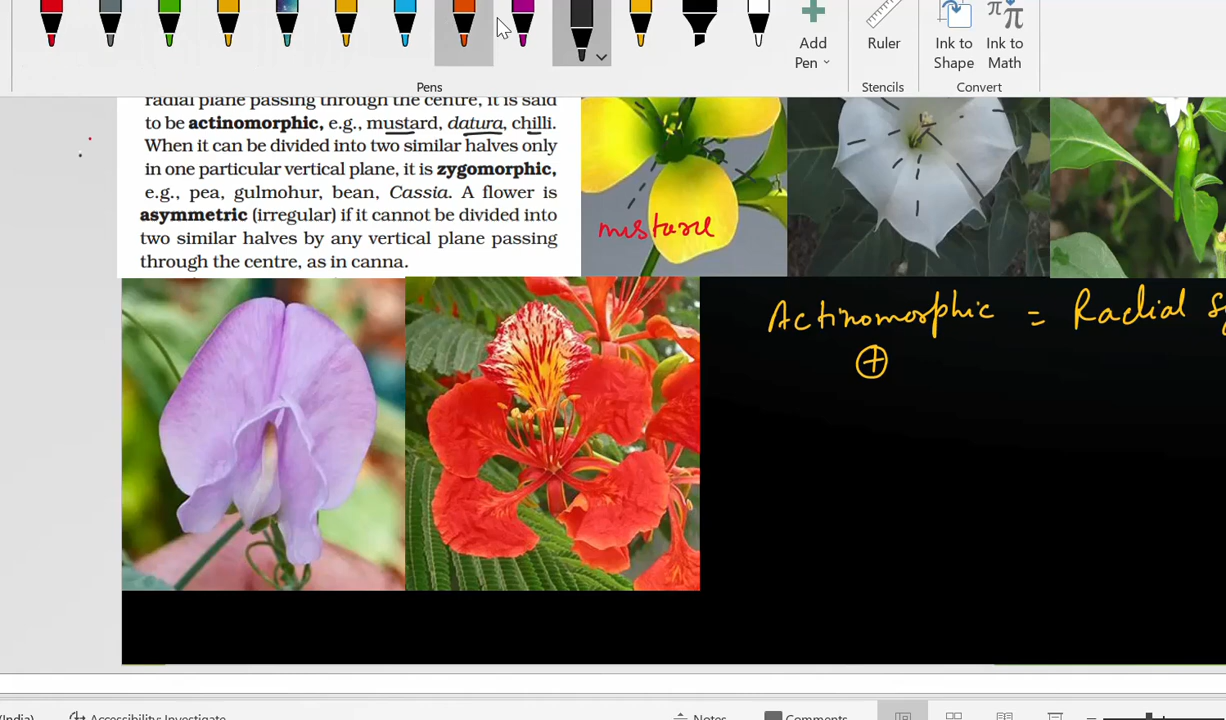 Add
Pen
Ruler
Ink to
Shape
Ink to
Math
Pens
Stencils
Convert
radial plane passing through the centre, it is said
to be actinomorphic, e.g., mustard, datura, chilli.
When it can be divided into two similar halves only
in one particular vertical plane, it is zygomorphic,
e.g., pea, gulmohur, bean, Cassia. A flower is
asymmetric (irregular) if it cannot be divided into
two similar halves by any vertical plane passing
through the centre, as in canna.
Actinomorphic = Radial
Accessibility: Investigate
Notes
Comments